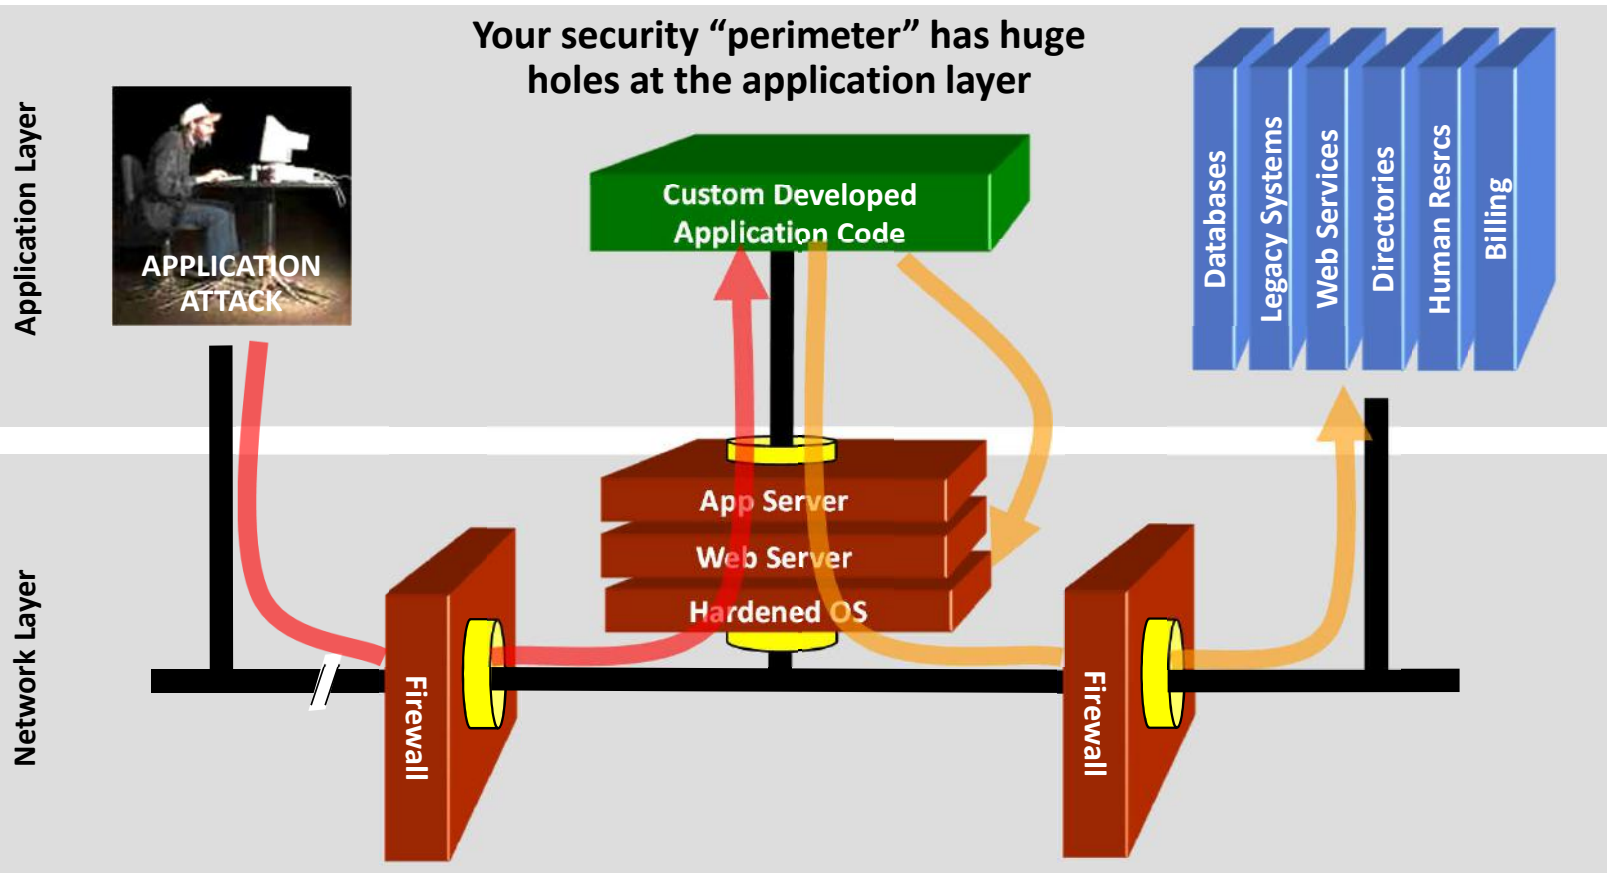 Your security “perimeter” has huge
holes at the application layer
Application Layer
APPLICATION
ATTACK
Custom Developed
Application Code
Databases
Legacy Systems
Web Services
Directories
Human Resrcs
Billing
Network Layer
App Server
Web Server
Hardened OS
Firewall
Firewall